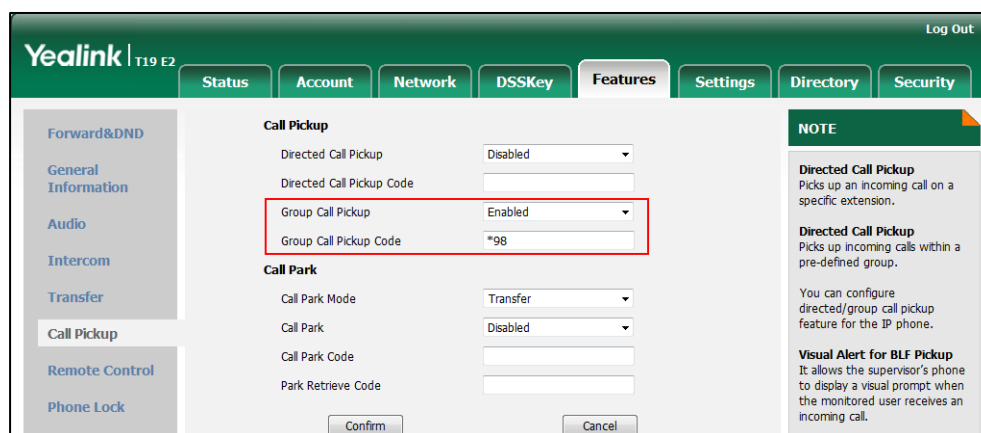 Log Out
Yealink T19 E2
Status Account Network DSSKey Features Settings Directory Security
Forward&DND
General
Information
Audio
Intercom
Transfer
Call Pickup
Remote Control
Phone Lock
Call Pickup
Directed Call Pickup Disabled
Directed Call Pickup Code
Group Call Pickup Enabled
Group Call Pickup Code *98
Call Park
Call Park Mode Transfer
Call Park Disabled
Call Park Code
Park Retrieve Code
Confirm Cancel
NOTE
Directed Call Pickup
Picks up an incoming call on a
specific extension.
Directed Call Pickup
Picks up incoming calls within a
pre-defined group.
You can configure
directed/group call pickup
feature for the IP phone.
Visual Alert for BLF Pickup
It allows the supervisor's phone
to display a visual prompt when
the monitored user receives an
incoming call.